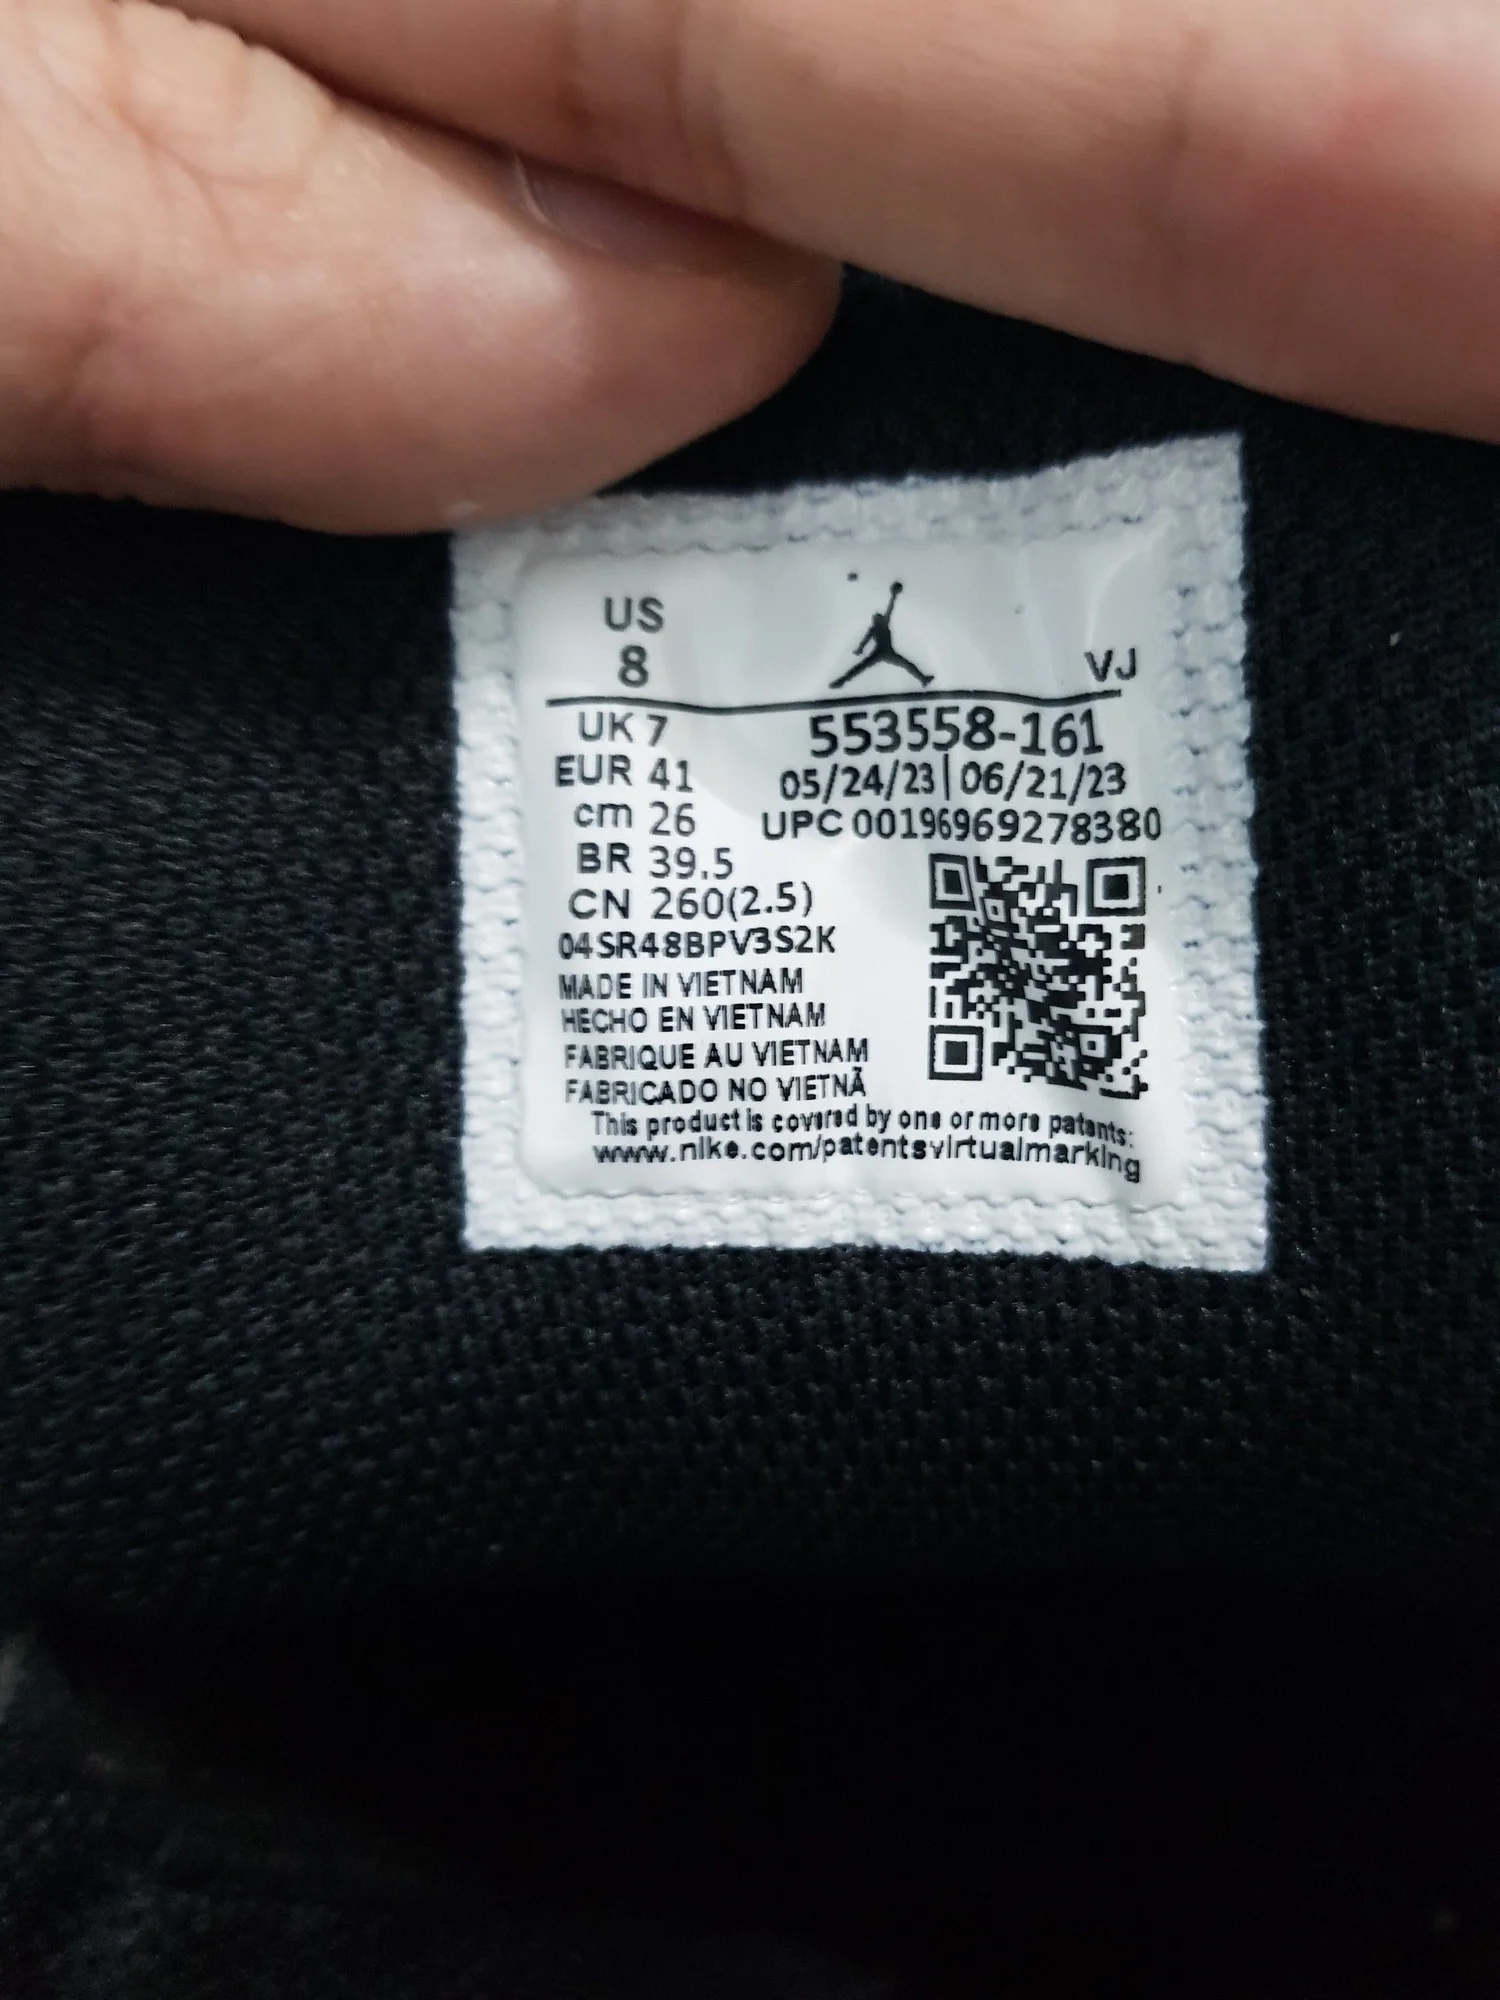 US
8
VJ
UK 7
553558-161
EUR 41
05/24/23 | 06/21/23
cm 26
UPC 00196969278380
BR 39.5
CN 260(2.5)
04SR48BPV3S2K
MADE IN VIETNAM
HECHO EN VIETNAM
FABRIQUE AU VIETNAM
FABRICADO NO VIETNÃ
This product is covered by one or more patents:
www.nike.com/patentsvirtualmarking